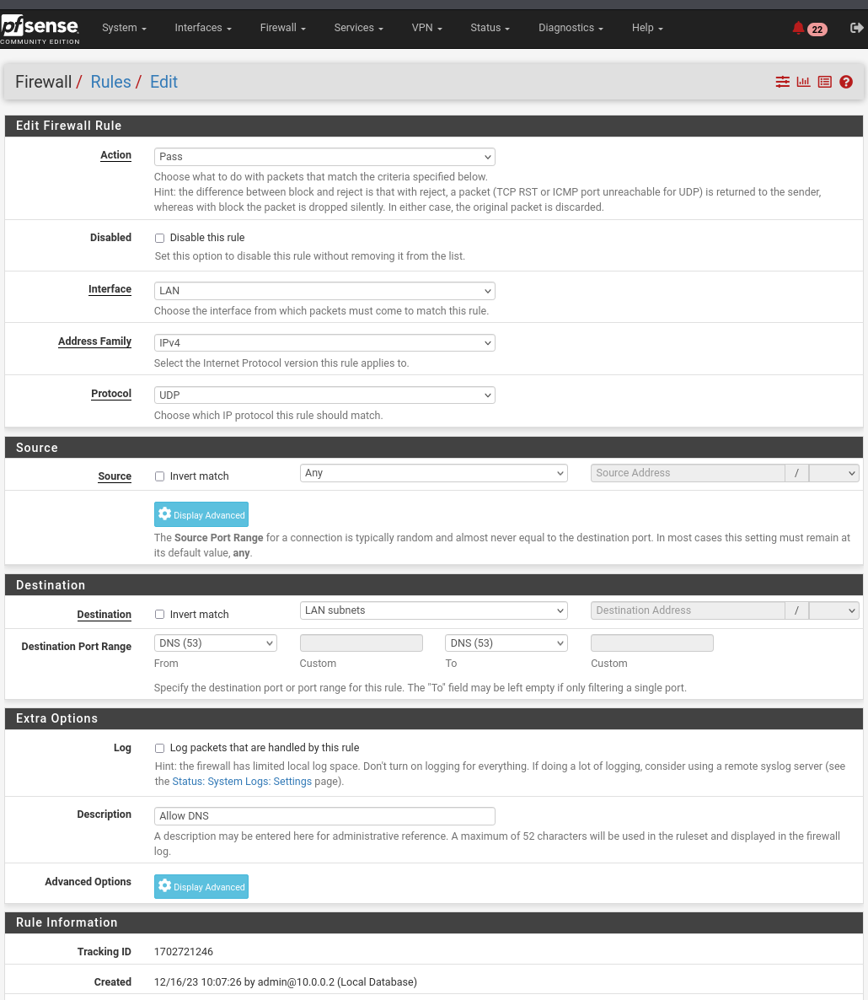 pfsense
COMMUNITY EDITION
System Interfaces Firewall Services VPN Status Diagnostics Help 22
Firewall / Rules / Edit
Edit Firewall Rule
Action Pass
Choose what to do with packets that match the criteria specified below.
Hint: the difference between block and reject is that with reject, a packet (TCP RST or ICMP port unreachable for UDP) is returned to the sender,
whereas with block the packet is dropped silently. In either case, the original packet is discarded.
Disabled Disable this rule
Set this option to disable this rule without removing it from the list.
Interface LAN
Choose the interface from which packets must come to match this rule.
Address Family IPv4
Select the Internet Protocol version this rule applies to.
Protocol UDP
Choose which IP protocol this rule should match.
Source
Source Invert match Any Source Address /
Display Advanced
The Source Port Range for a connection is typically random and almost never equal to the destination port. In most cases this setting must remain at
its default value, any.
Destination
Destination Invert match LAN subnets Destination Address /
Destination Port Range DNS (53) DNS (53)
From Custom To Custom
Specify the destination port or port range for this rule. The "To" field may be left empty if only filtering a single port.
Extra Options
Log Log packets that are handled by this rule
Hint: the firewall has limited local log space. Don't turn on logging for everything. If doing a lot of logging, consider using a remote syslog server (see
the Status: System Logs: Settings page).
Description Allow DNS
A description may be entered here for administrative reference. A maximum of 52 characters will be used in the ruleset and displayed in the firewall
log.
Advanced Options Display Advanced
Rule Information
Tracking ID 1702721246
Created 12/16/23 10:07:26 by admin@10.0.0.2 (Local Database)